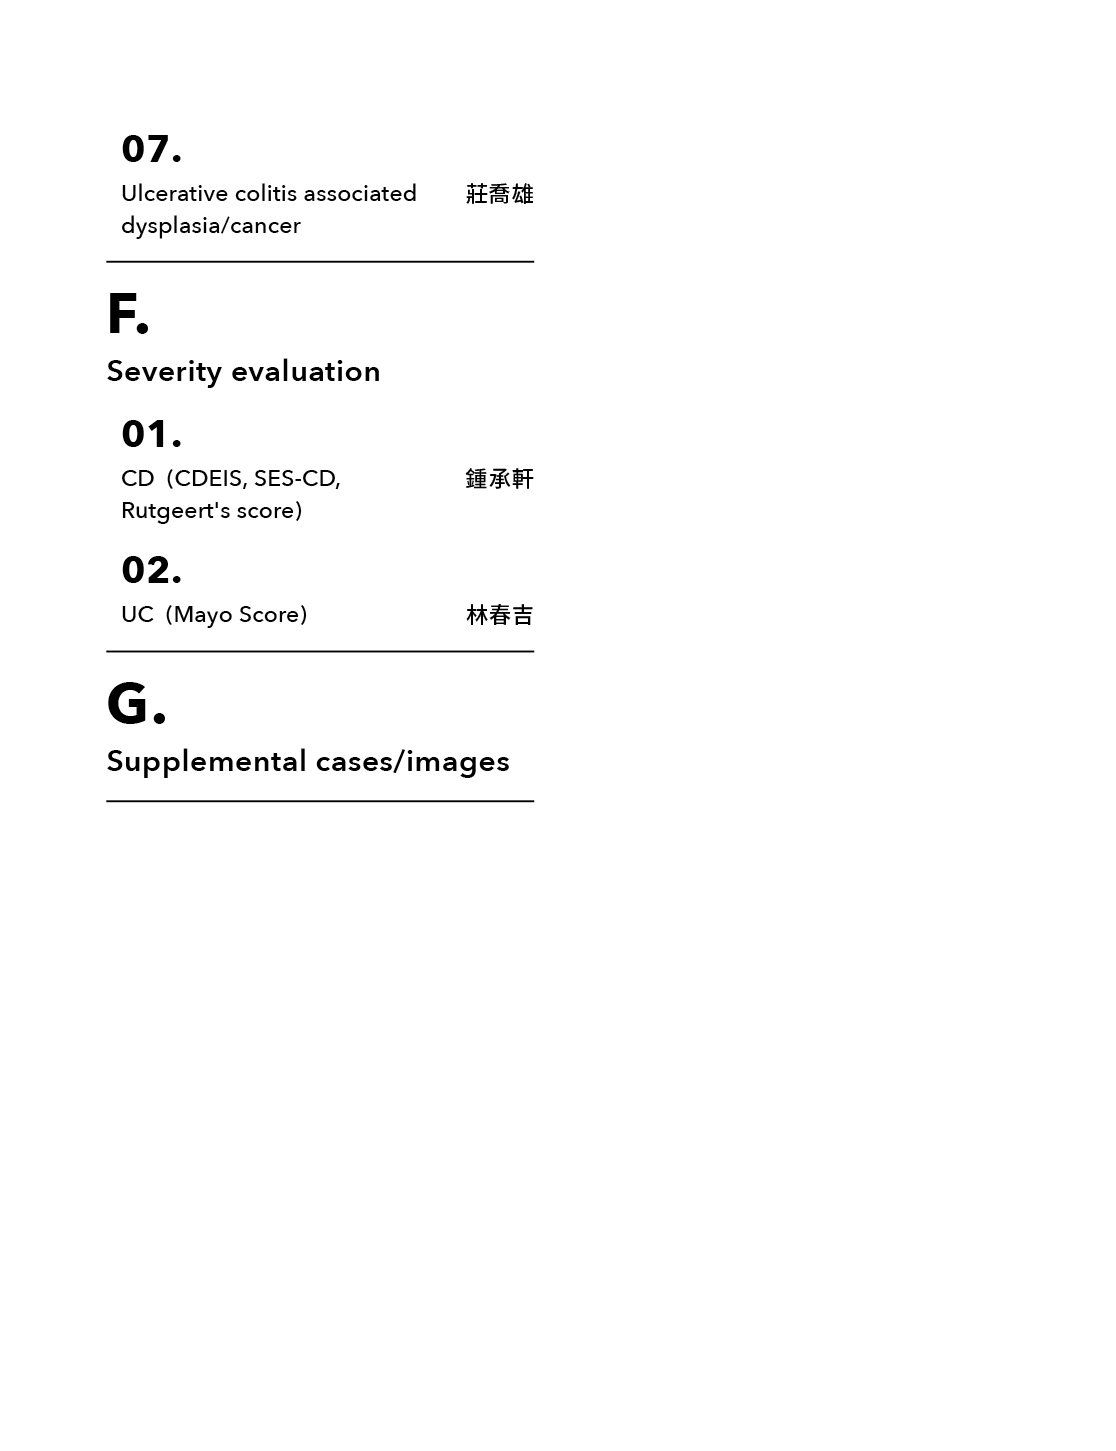 07.
Ulcerative colitis associated 莊喬雄
dysplasia/cancer
F.
Severity evaluation
01.
CD (CDEIS, SES-CD, 鍾承軒
Rutgeert's score)
02.
UC (Mayo Score) 林春吉
G.
Supplemental cases/images